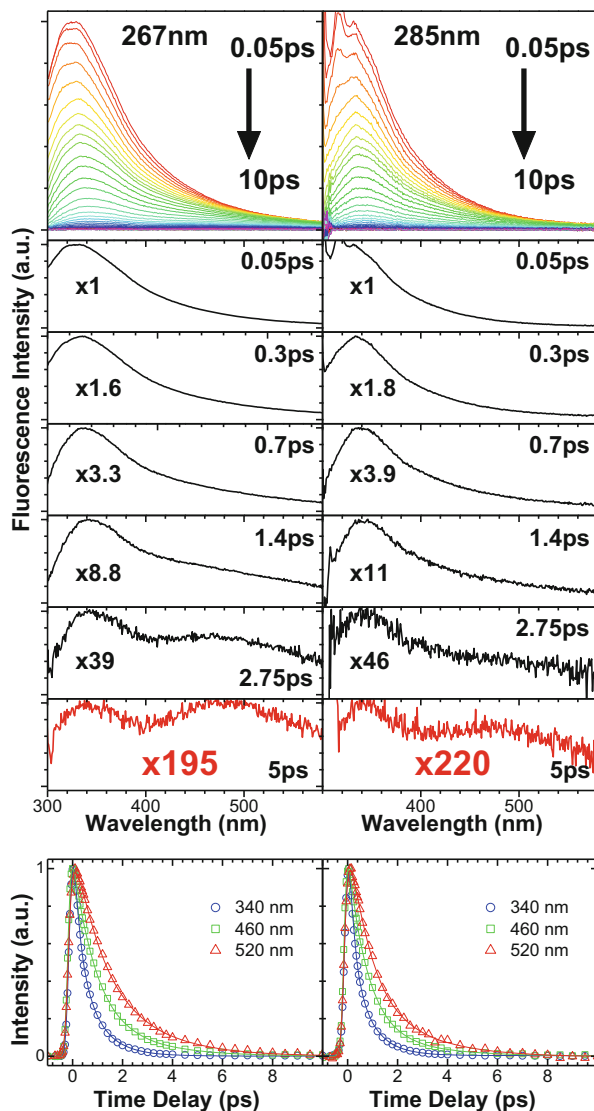 267nm
0.05ps
10ps
285nm
0.05ps
10ps
Fluorescence Intensity (a.u.)
0.05ps
x1
0.05ps
x1
0.3ps
x1.6
0.3ps
x1.8
0.7ps
x3.3
0.7ps
x3.9
1.4ps
x8.8
1.4ps
x11
x39
2.75ps
2.75ps
x46
x195
5ps
x220
5ps
300 400 500 400 500
Wavelength (nm) Wavelength (nm)
Intensity (a.u.)
1
0
340 nm
460 nm
520 nm
340 nm
460 nm
520 nm
0 2 4 6 8 0 2 4 6 8
Time Delay (ps) Time Delay (ps)